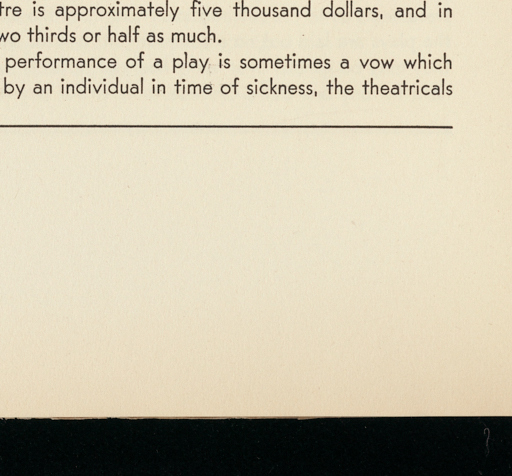 tre is approximately five thousand dollars, and in
wo thirds or half as much.
performance of a play is sometimes a vow which
by an individual in time of sickness, the theatricals